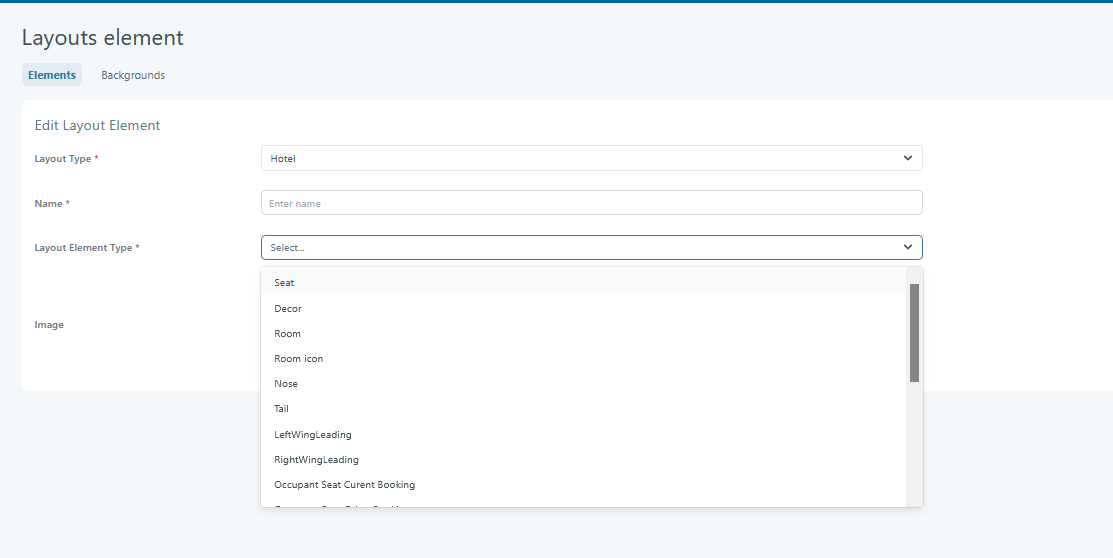 Layouts element
Elements Backgrounds
Edit Layout Element
Layout Type * Hotel
Name * Enter name
Layout Element Type * Select...
Seat
Decor
Room
Image
Room icon
Nose
Tail
LeftWingLeading
RightWingLeading
Occupant Seat Curent Booking